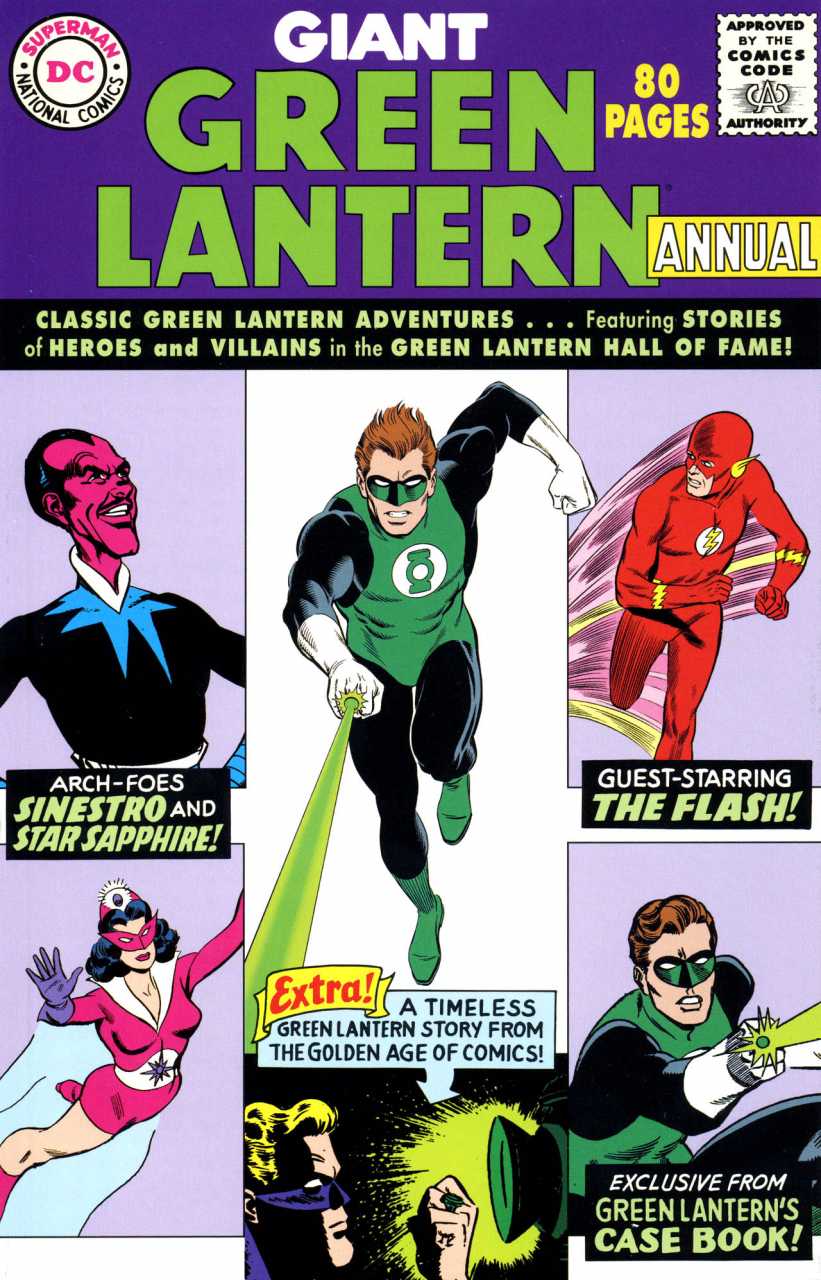 SUPERMAN
DC
NATIONAL COMICS
GIANT
GREEN
LANTERN
80
PAGES
APPROVED
BY THE
COMICS
CODE
CA
AUTHORITY
ANNUAL
CLASSIC GREEN LANTERN ADVENTURES . . . Featuring STORIES
of HEROES and VILLAINS in the GREEN LANTERN HALL OF FAME!
ARCH-FOES
SINESTRO AND
STAR SAPPHIRE!
GUEST-STARRING
THE FLASH!
Extra!
A TIMELESS
GREEN LANTERN STORY FROM
THE GOLDEN AGE OF COMICS!
EXCLUSIVE FROM
GREEN LANTERN'S
CASE BOOK!